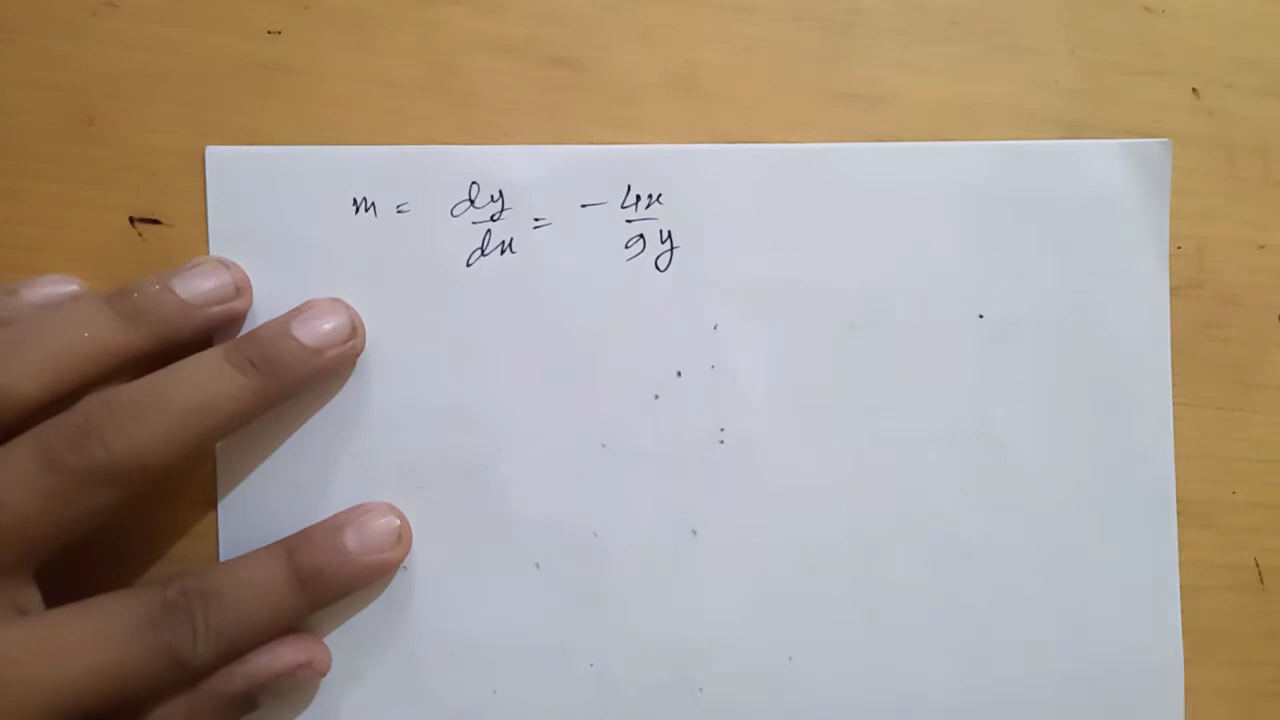 m = dy/dx = - 4x/9y